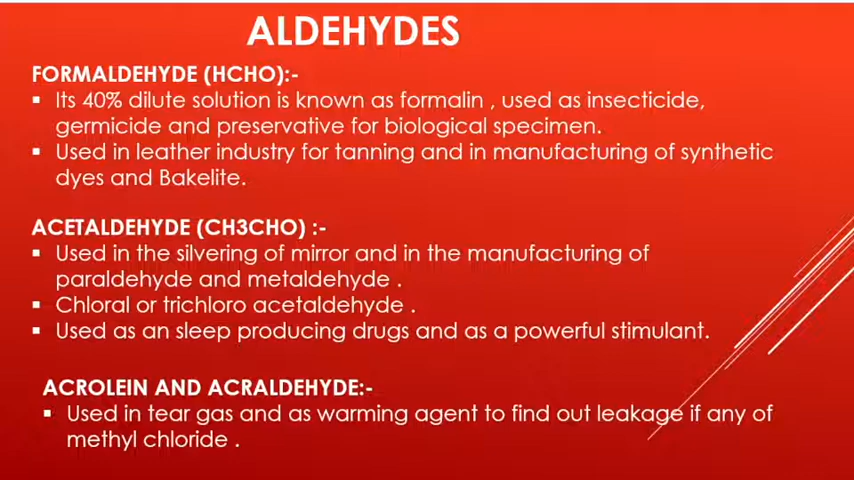 ALDEHYDES
FORMALDEHYDE (HCHO):-
▪ Its 40% dilute solution is known as formalin , used as insecticide,
germicide and preservative for biological specimen.
▪ Used in leather industry for tanning and in manufacturing of synthetic
dyes and Bakelite.
ACETALDEHYDE (CH3CHO) :-
▪ Used in the silvering of mirror and in the manufacturing of
paraldehyde and metaldehyde .
▪ Chloral or trichloro acetaldehyde .
▪ Used as an sleep producing drugs and as a powerful stimulant.
ACROLEIN AND ACRALDEHYDE:-
▪ Used in tear gas and as warming agent to find out leakage if any of
methyl chloride .